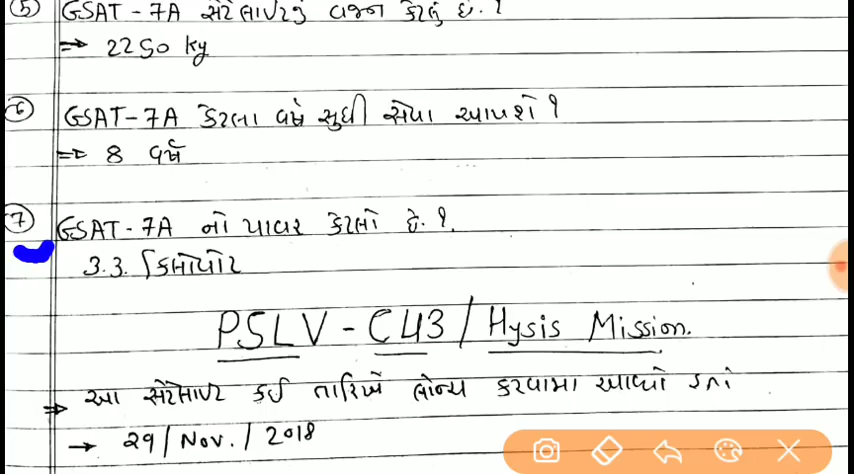 ⑤ GSAT-7A સેટેલાઈટનું વજન કેટલું છે.?
⇒ 2250 kg
⑥ GSAT-7A કેટલા વર્ષ સુધી સેવા આપશે ?
⇒ 8 વર્ષ
⑦ GSAT-7A નો પાવર કેટલો છે.?
3.3. કિલોવોટ
PSLV - C43 / Hysis Mission.
⇒ આ સેટેલાઈટ કઈ તારિખે લોન્ચ કરવામા આવ્યો હતો
→ 29 / Nov. / 2018